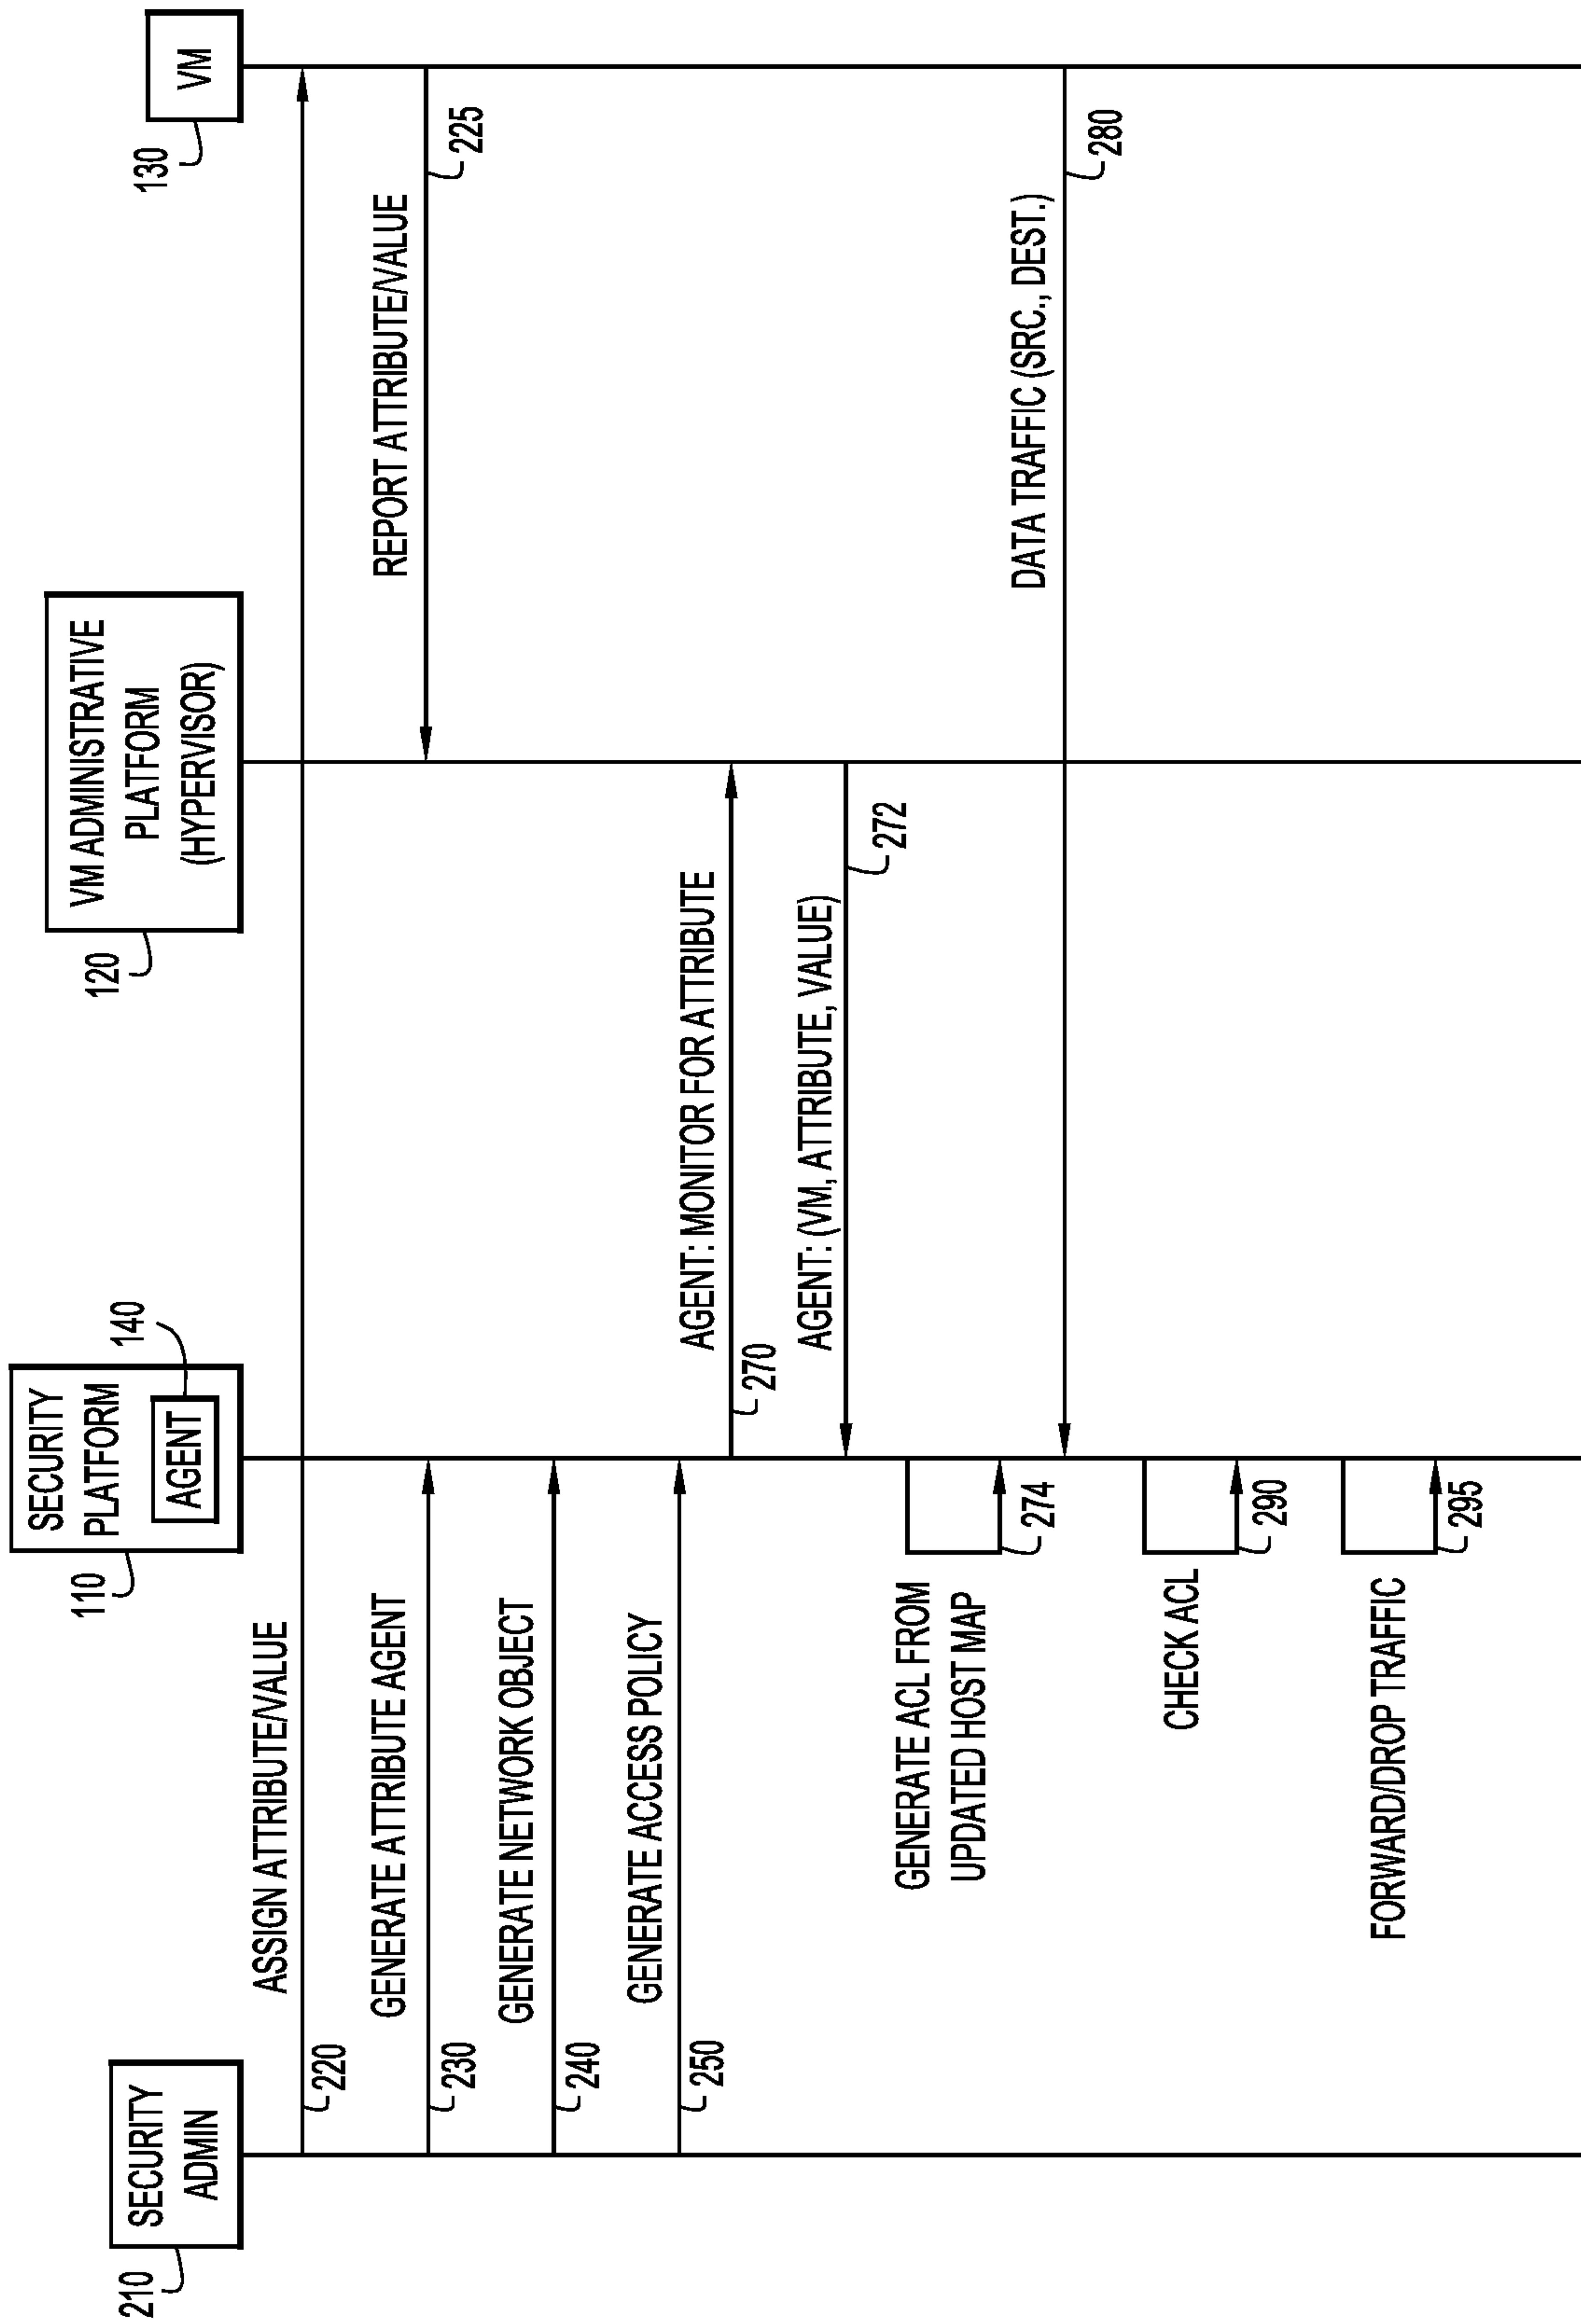 210
SECURITY
ADMIN
110
SECURITY
PLATFORM
AGENT
140
120
VM ADMINISTRATIVE
PLATFORM
(HYPERVISOR)
130
VM
ASSIGN ATTRIBUTE/VALUE
220
REPORT ATTRIBUTE/VALUE
225
GENERATE ATTRIBUTE AGENT
230
GENERATE NETWORK OBJECT
240
GENERATE ACCESS POLICY
250
AGENT: MONITOR FOR ATTRIBUTE
270
AGENT: (VM, ATTRIBUTE, VALUE)
272
GENERATE ACL FROM
UPDATED HOST MAP
274
DATA TRAFFIC (SRC., DEST.)
280
CHECK ACL
290
FORWARD/DROP TRAFFIC
295